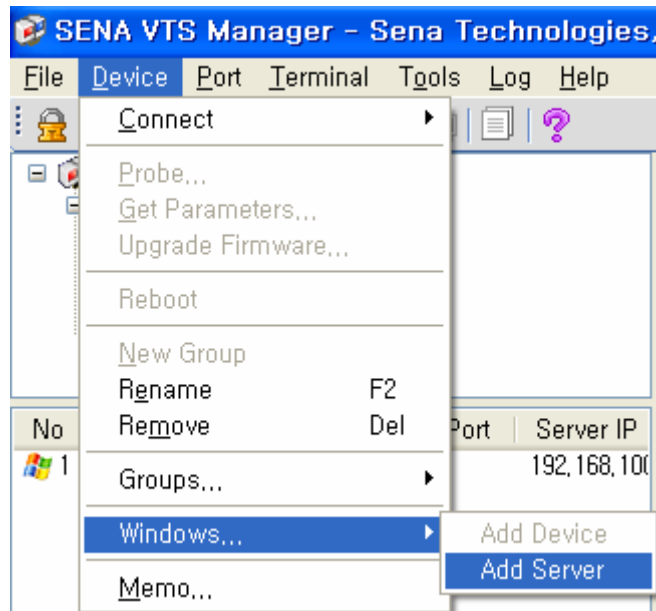 SENA VTS Manager - Sena Technologies,
File Device Port Terminal Tools Log Help
Connect
Probe...
Get Parameters...
Upgrade Firmware...
Reboot
New Group
Rename F2
Remove Del
No Port Server IP
1 192,168,100
Groups...
Windows...
Add Device
Add Server
Memo...